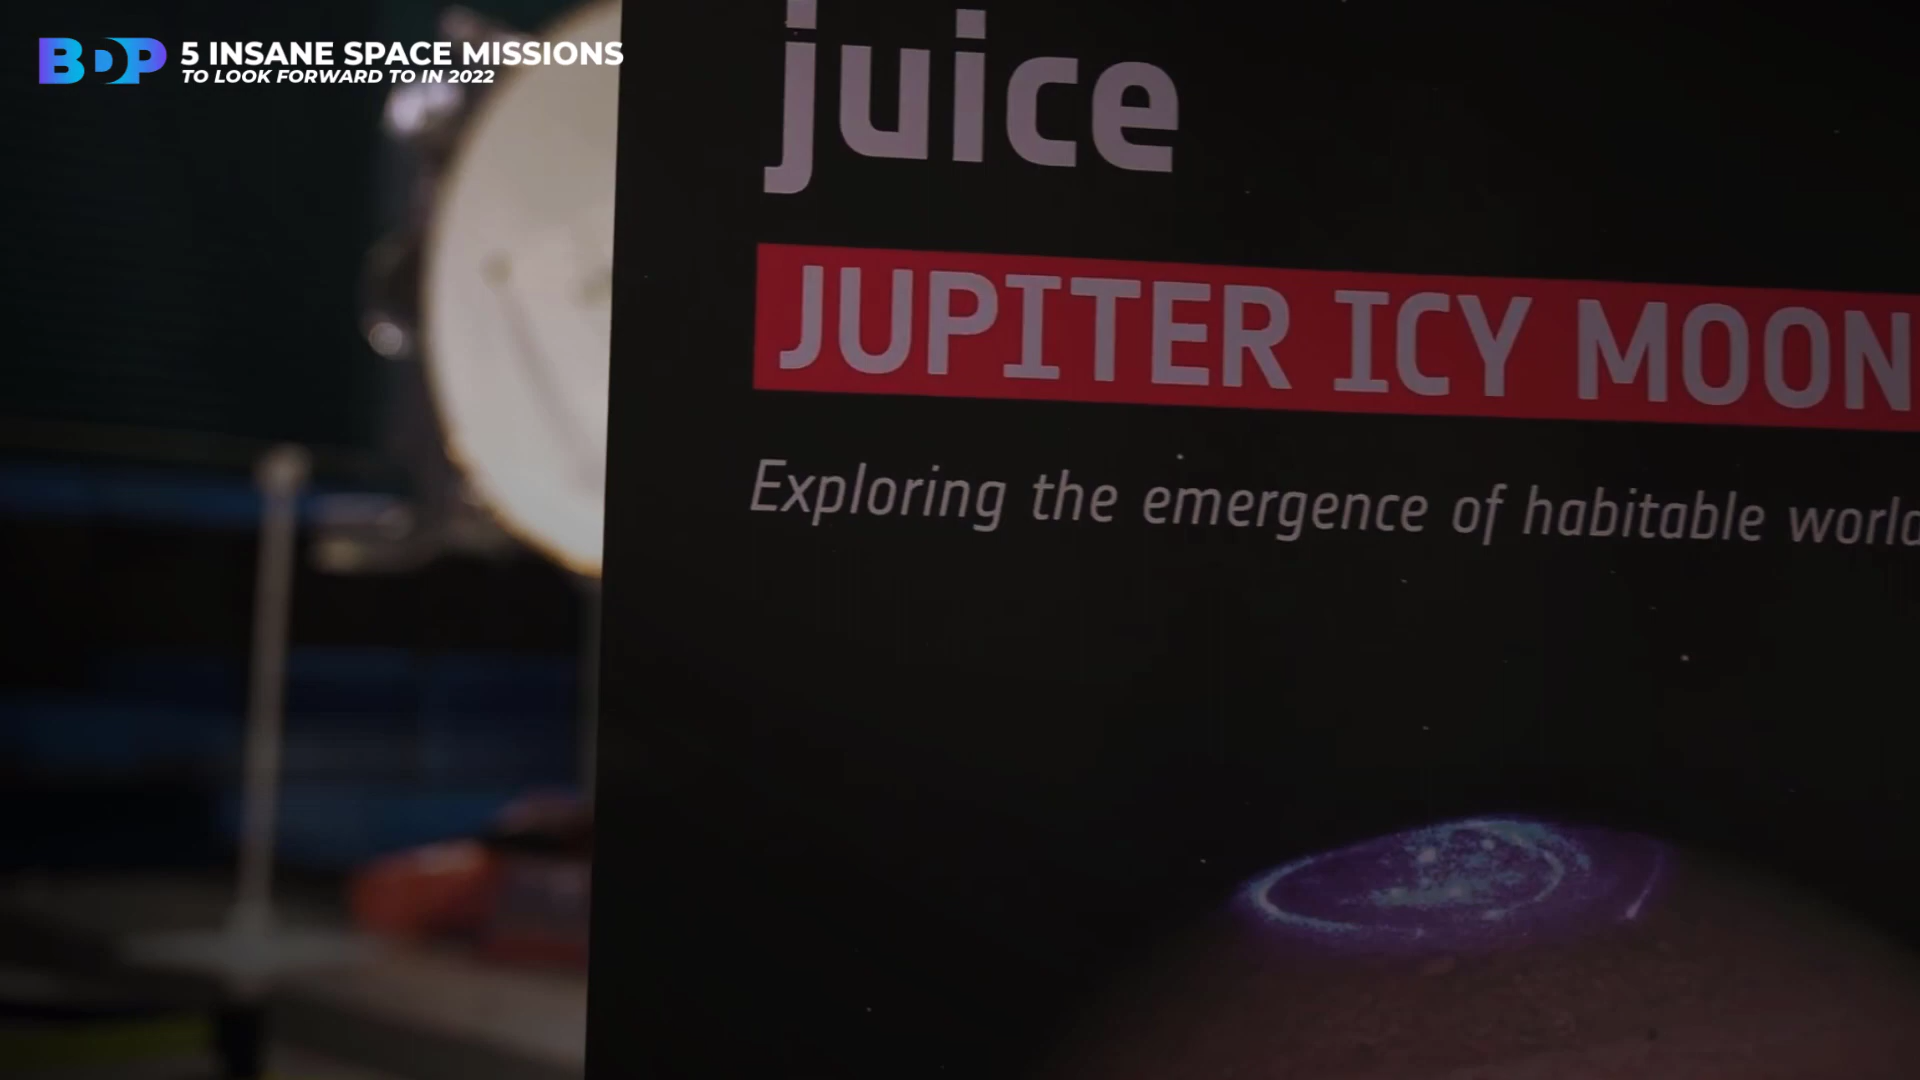 BDP
5 INSANE SPACE MISSIONS
TO LOOK FORWARD TO IN 2022
juice
JUPITER ICY MOON
Exploring the emergence of habitable